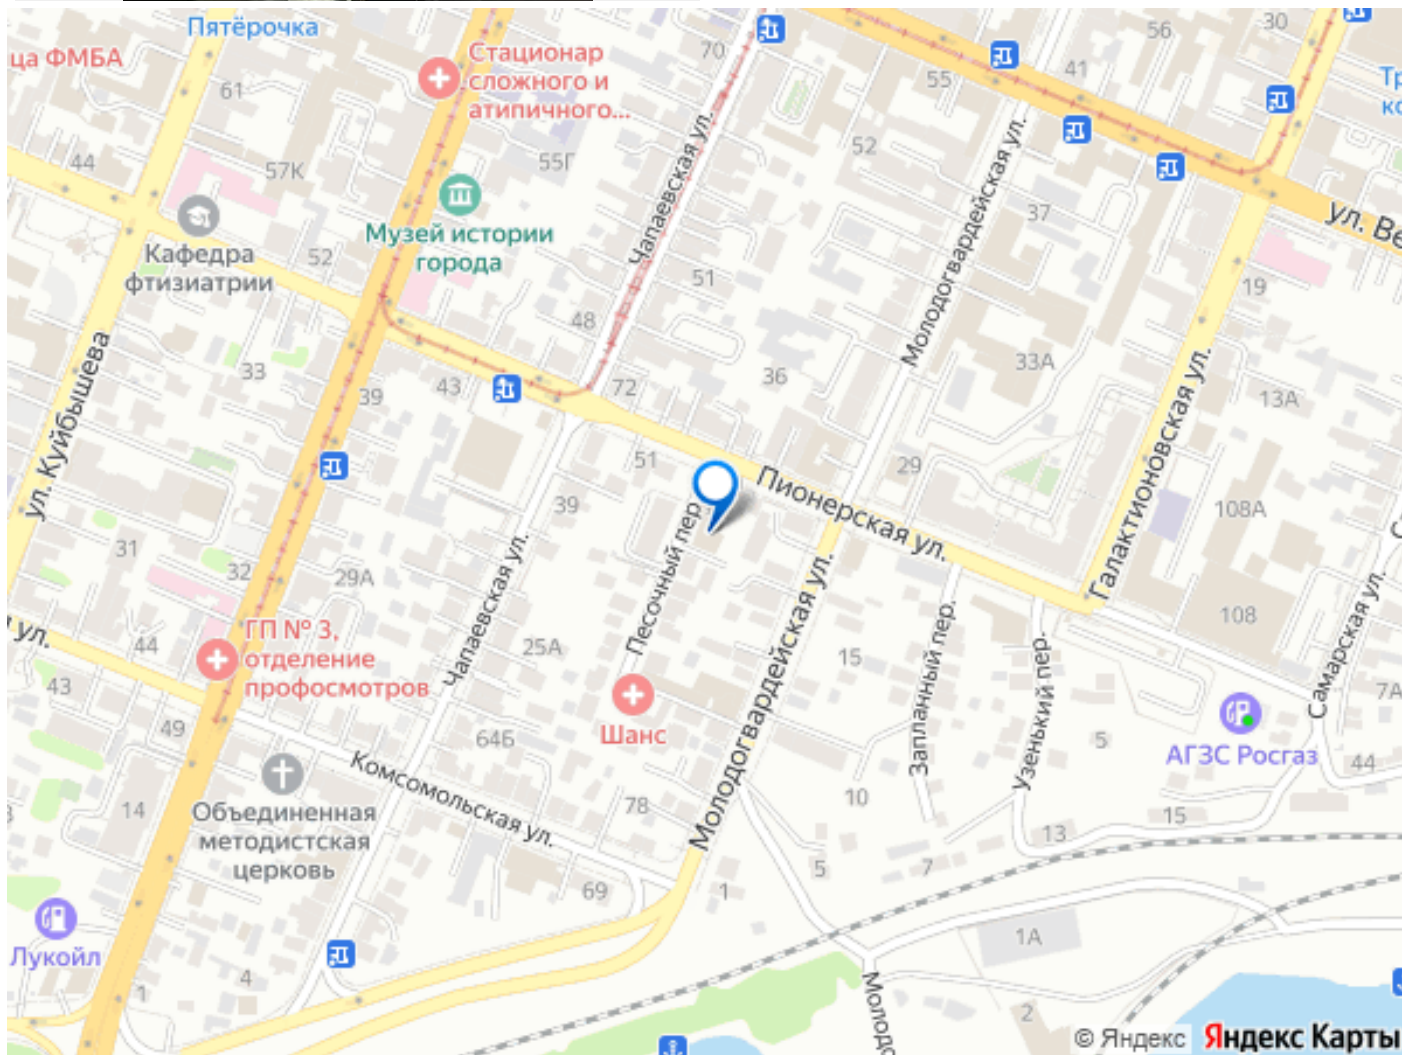 Пятёрочка
ца ФМБА
Стационар
сложного и
атипичного...
70
56
30
55
41
Тр
кс
61
44
57К
55Г
52
37
Чапаевская ул.
Молодогвардейская ул.
ул. Ве
Музей истории
города
Кафедра
фтизиатрии
52
51
19
48
ул. Куйбышева
33
39
43
72
36
33А
13А
Галактионовская ул.
51
29
Пионерская ул.
39
108А
31
32
29А
Песочный пер.
Чапаевская ул.
Молодогвардейская ул.
108
ул.
44
ГП № 3,
отделение
профосмотров
25А
15
Запланный пер.
Узенький пер.
Самарская ул.
43
49
Шанс
64Б
5
7А
АГЗС Росгаз
44
Комсомольская ул.
14
Объединенная
методистская
церковь
78
10
15
13
5
7
69
1
Лукойл
4
1
1А
Молодо
2
© Яндекс Яндекс Карты